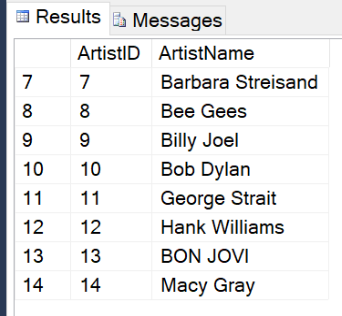 Results Messages
ArtistID ArtistName
7 7 Barbara Streisand
8 8 Bee Gees
9 9 Billy Joel
10 10 Bob Dylan
11 11 George Strait
12 12 Hank Williams
13 13 BON JOVI
14 14 Macy Gray